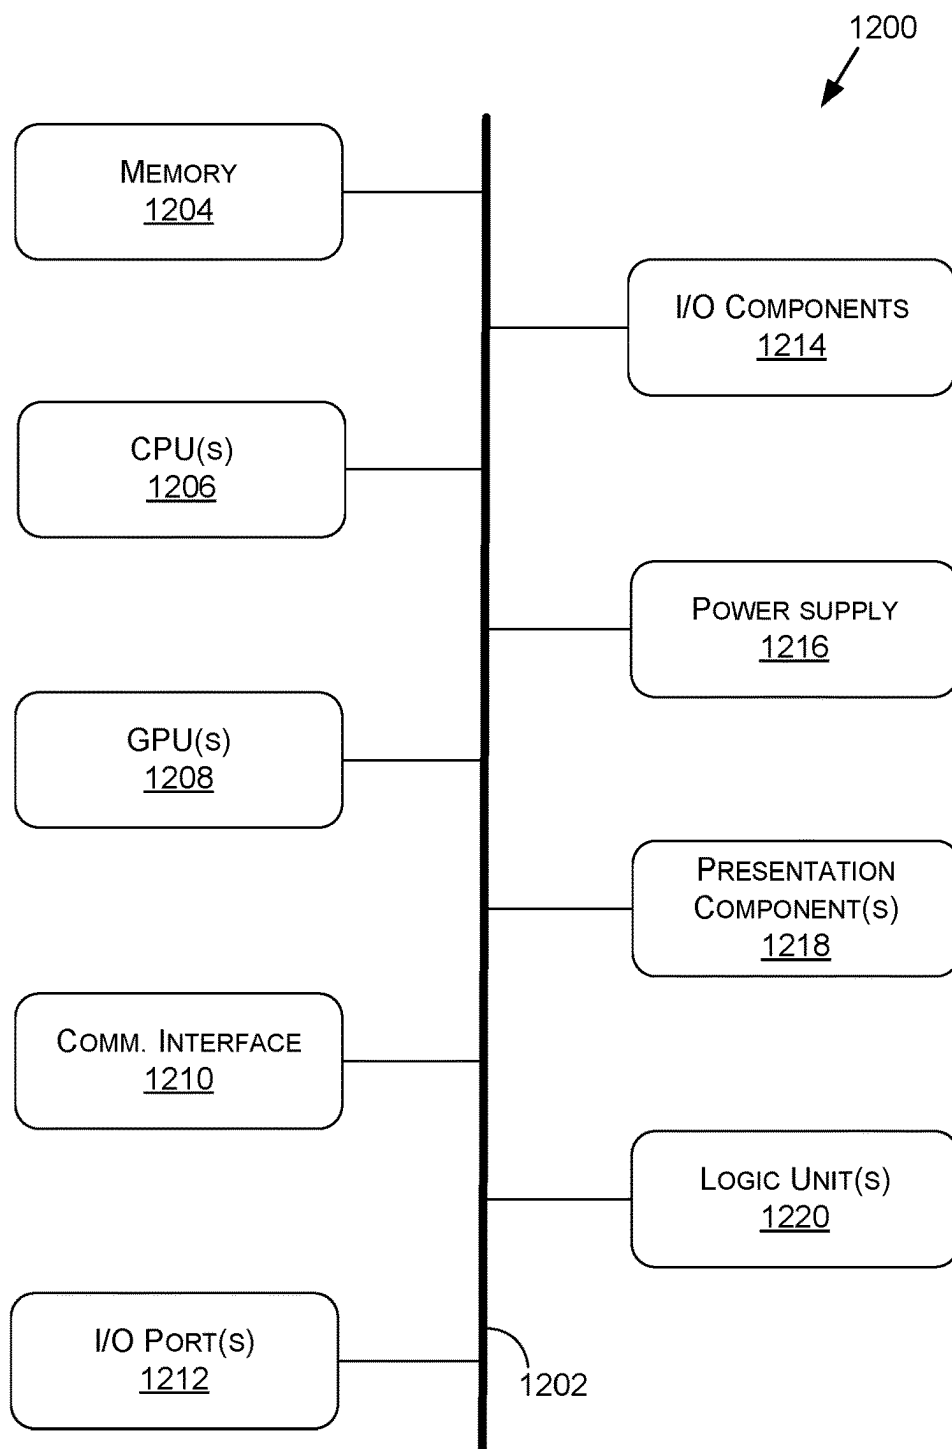 1200
MEMORY
1204
I/O COMPONENTS
1214
CPU(S)
1206
POWER SUPPLY
1216
GPU(S)
1208
PRESENTATION
COMPONENT(S)
1218
COMM. INTERFACE
1210
LOGIC UNIT(S)
1220
I/O PORT(S)
1212
1202